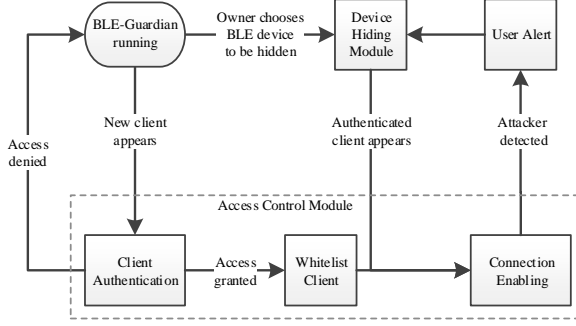 BLE-Guardian
running
Owner chooses
BLE device
to be hidden
Device
Hiding
Module
User Alert
Access
denied
New client
appears
Authenticated
client appears
Attacker
detected
Access Control Module
Client
Authentication
Access
granted
Whitelist
Client
Connection
Enabling